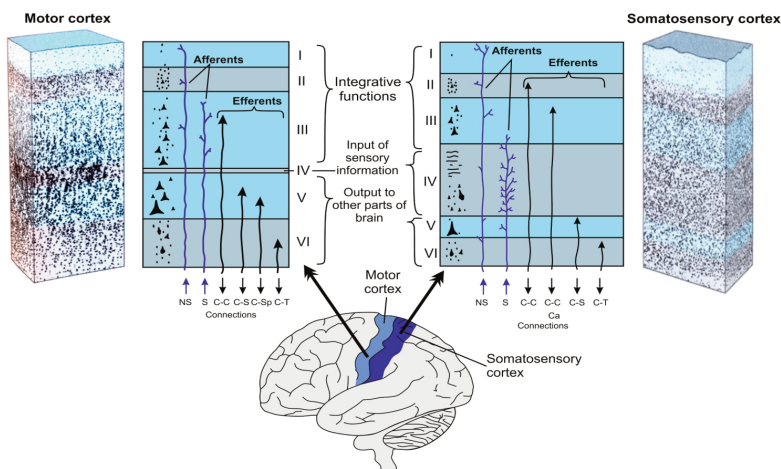 Motor cortex
Somatosensory cortex
Afferents
Efferents
I
II
III
IV
V
VI
Integrative
functions
Input of
sensory
information
Output to
other parts of
brain
Afferents
Efferents
I
II
III
IV
V
VI
NS S C-C C-S C-Sp C-T
Connections
NS S C-C C-C C-S C-T
Ca
Connections
Motor
cortex
Somatosensory
cortex